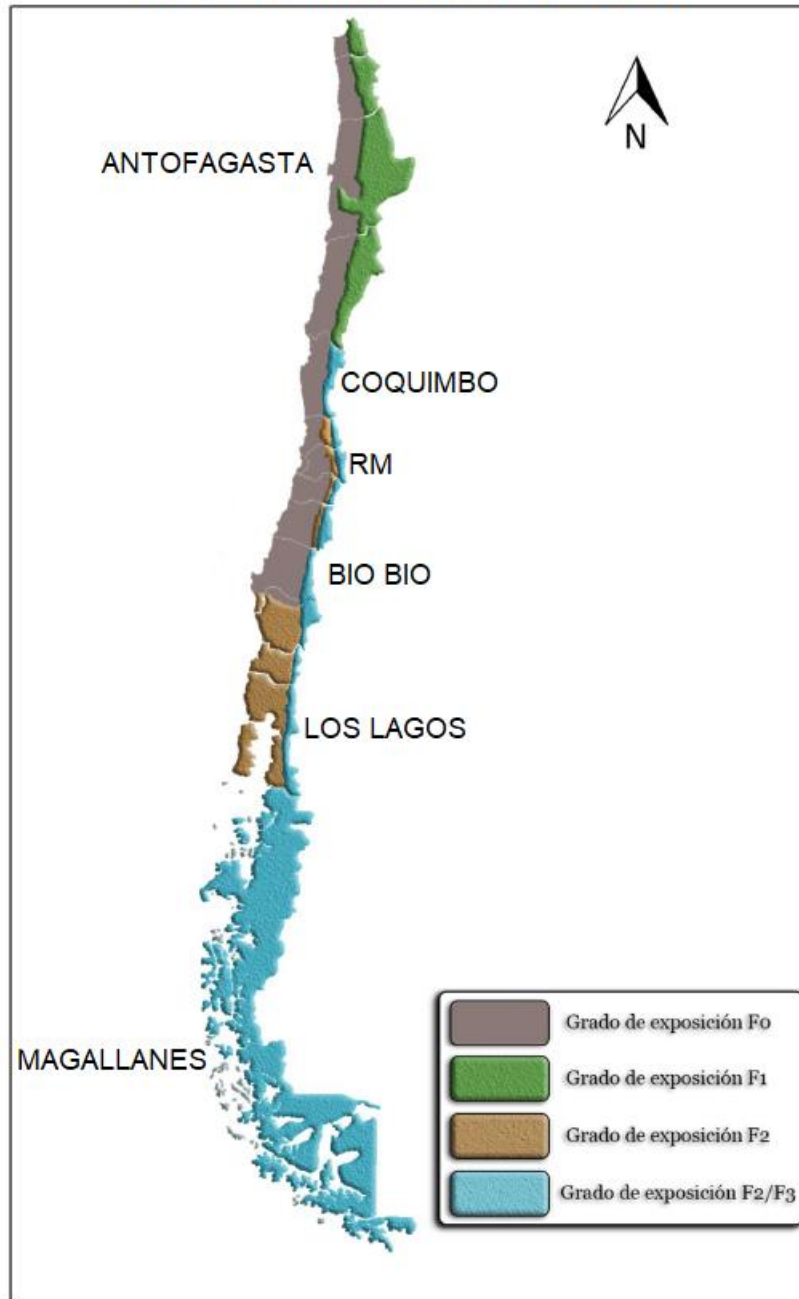 N
ANTOFAGASTA
COQUIMBO
RM
BIO BIO
LOS LAGOS
MAGALLANES
Grado de exposición F0
Grado de exposición F1
Grado de exposición F2
Grado de exposición F2/F3